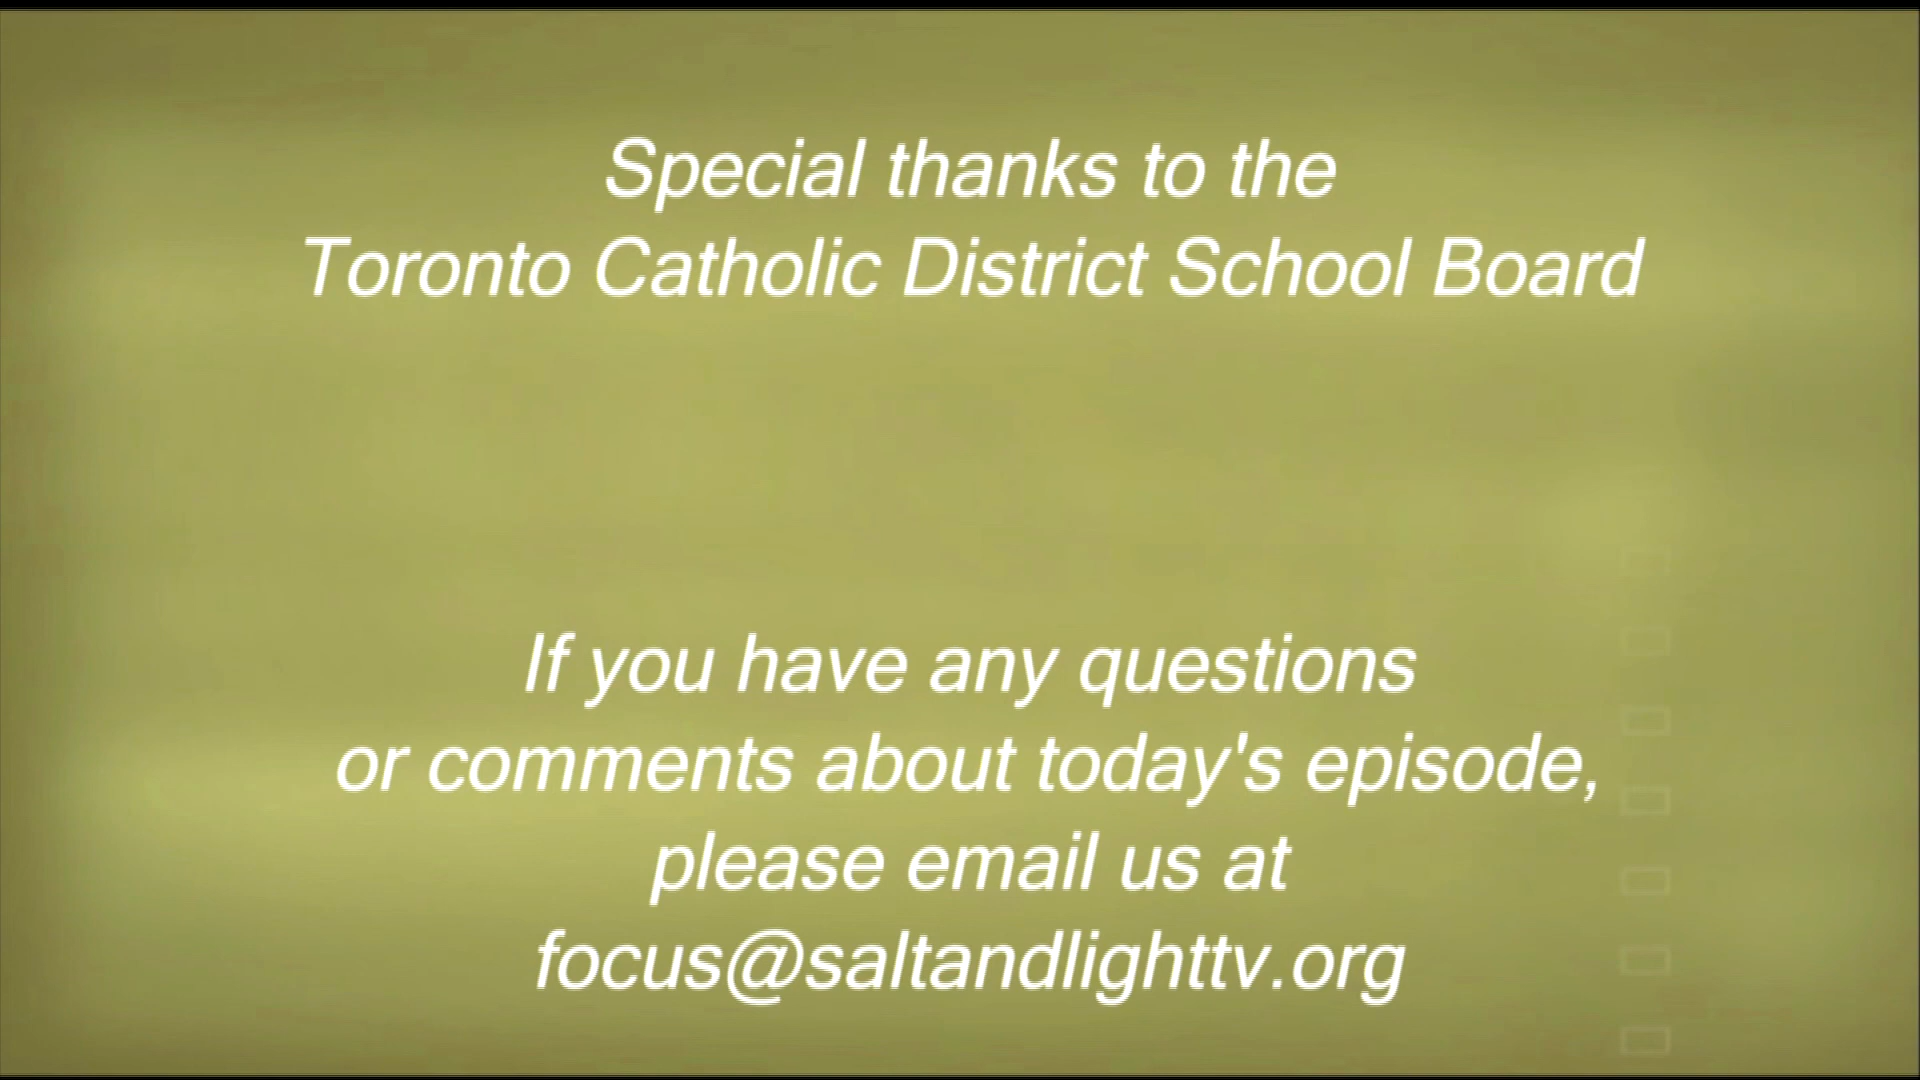 Special thanks to the
Toronto Catholic District School Board
If you have any questions
or comments about today's episode,
please email us at
focus@saltandlighttv.org